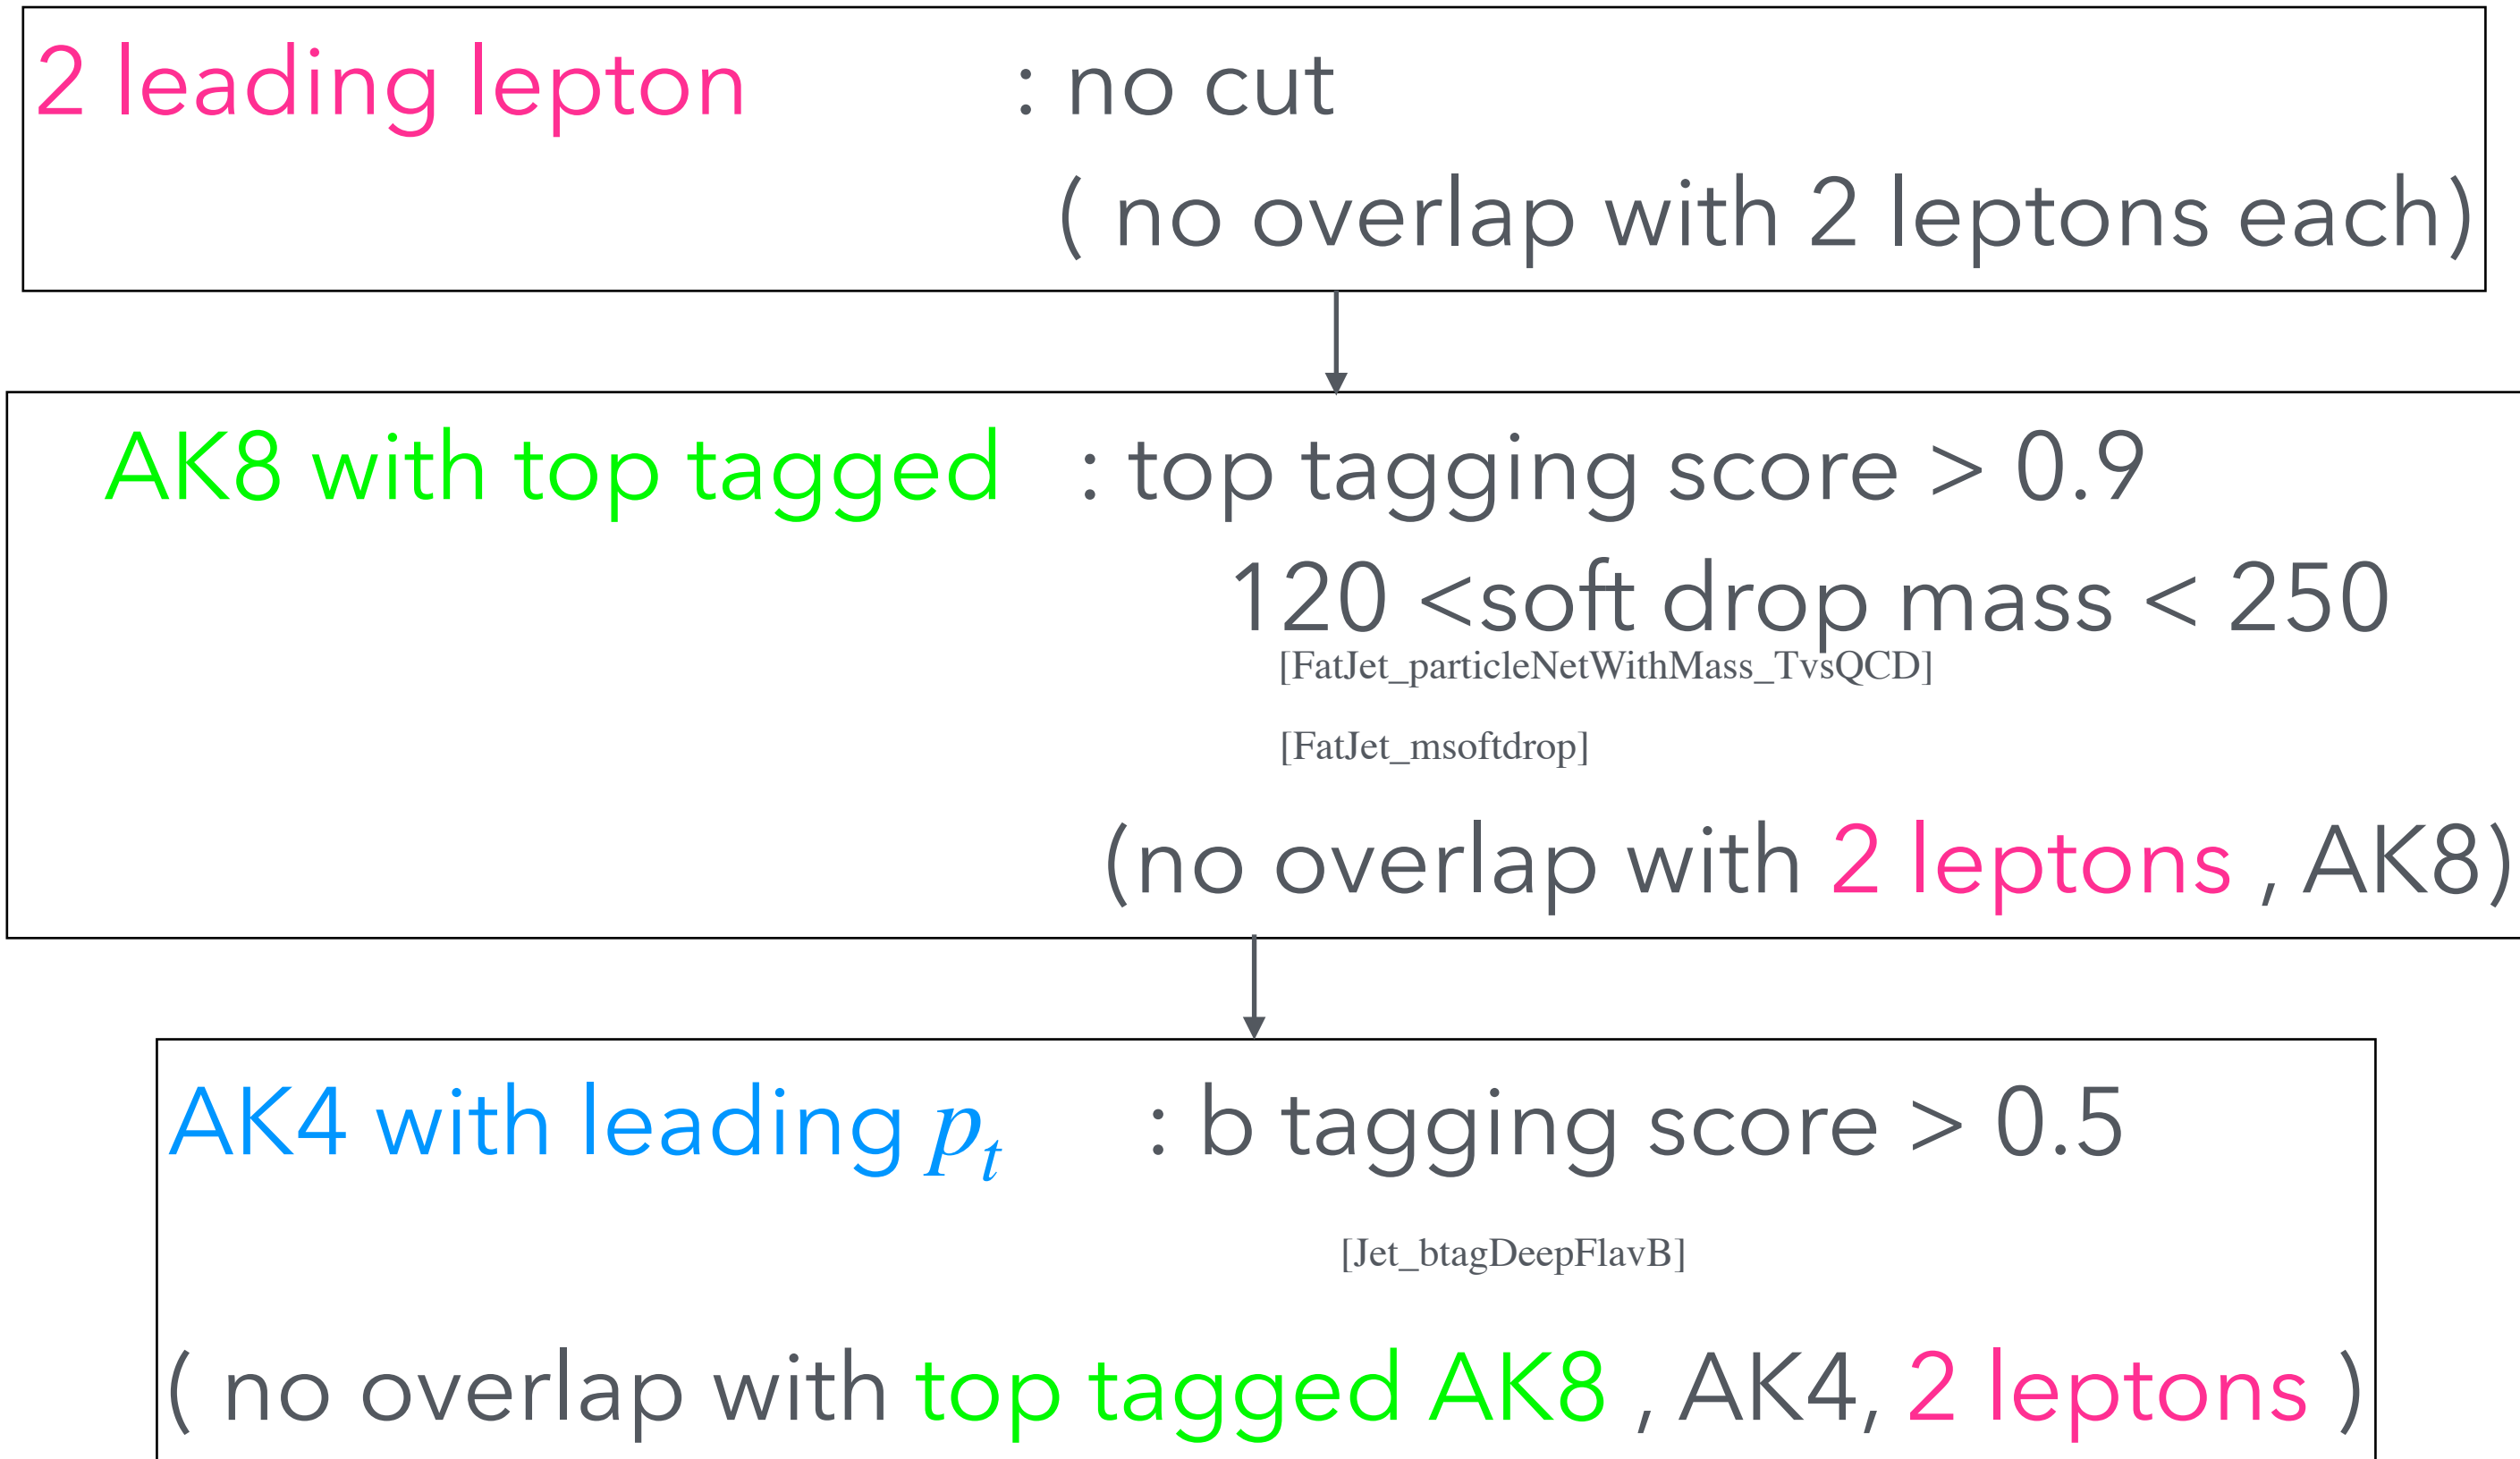 2 leading lepton : no cut
( no overlap with 2 leptons each)
AK8 with top tagged : top tagging score > 0.9
120 <soft drop mass < 250
[FatJet_particleNetWithMass_TvsQCD]
[FatJet_msoftdrop]
(no overlap with 2 leptons , AK8)
AK4 with leading p_t : b tagging score > 0.5
[Jet_btagDeepFlavB]
( no overlap with top tagged AK8 , AK4, 2 leptons )